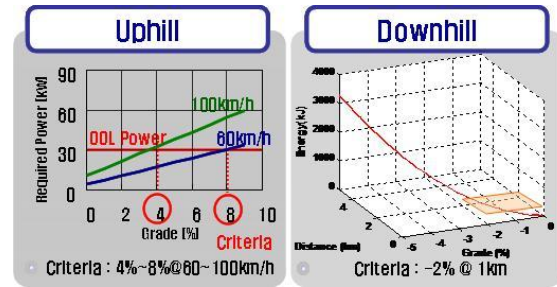 Uphill
90
60
30
0
Required Power [kW]
100km/h
OOL Power
60km/h
0 2 4 6 8 10
Grade [%]
Criteria
Criteria : 4%~8%@60~100km/h
Downhill
4000
3000
2000
1000
0
Energy(kJ)
4
2
0
Distance (km)
-5 -4 -3 -2 -1 0
Grade (%)
Criteria : -2% @ 1km